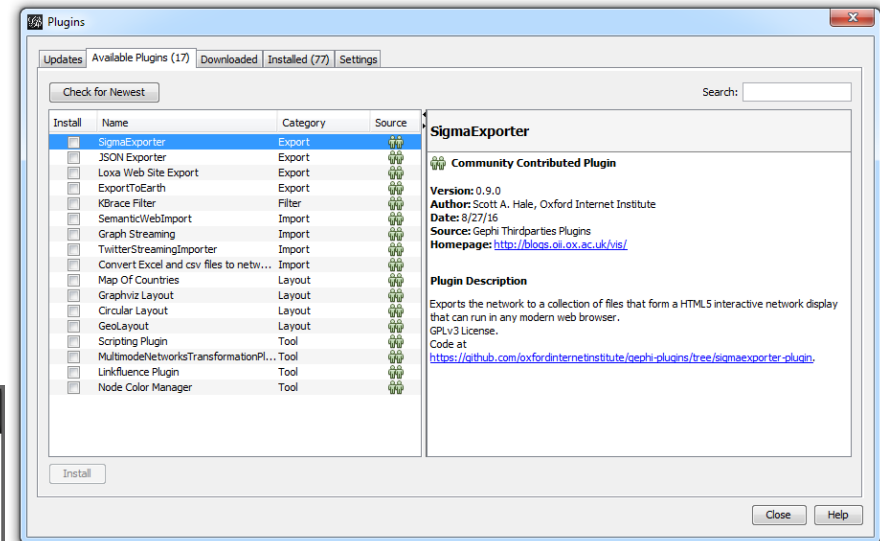 Plugins
Updates Available Plugins (17) Downloaded Installed (77) Settings
Check for Newest Search:
Install Name Category Source
SigmaExporter Export
JSON Exporter Export
Loxa Web Site Export Export
ExportToEarth Export
KBrace Filter Filter
SemanticWebImport Import
Graph Streaming Import
TwitterStreamingImporter Import
Convert Excel and csv files to netw... Import
Map Of Countries Layout
Graphviz Layout Layout
Circular Layout Layout
GeoLayout Layout
Scripting Plugin Tool
MultimodeNetworksTransformationPl... Tool
Linkfluence Plugin Tool
Node Color Manager Tool
SigmaExporter
Community Contributed Plugin
Version: 0.9.0
Author: Scott A. Hale, Oxford Internet Institute
Date: 8/27/16
Source: Gephi Thirdparties Plugins
Homepage: http://blogs.oii.ox.ac.uk/vis/
Plugin Description
Exports the network to a collection of files that form a HTML5 interactive network display
that can run in any modern web browser.
GPLv3 License.
Code at
https://github.com/oxfordinternetinstitute/gephi-plugins/tree/sigmaexporter-plugin.
Install
Close Help